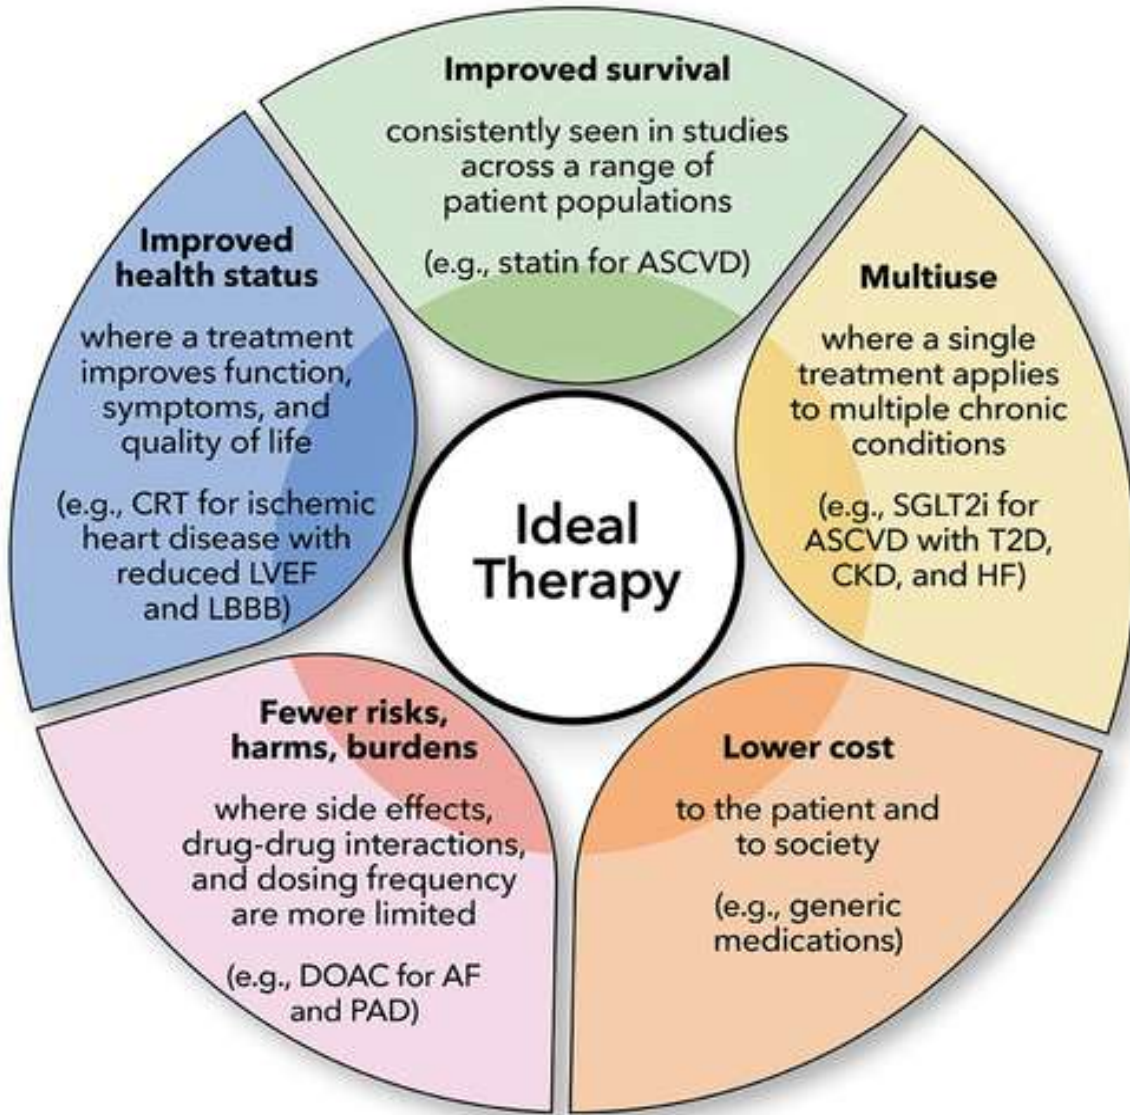 Improved survival
consistently seen in studies
across a range of
patient populations
(e.g., statin for ASCVD)
Multiuse
where a single
treatment applies
to multiple chronic
conditions
(e.g., SGLT2i for
ASCVD with T2D,
CKD, and HF)
Lower cost
to the patient and
to society
(e.g., generic
medications)
Fewer risks,
harms, burdens
where side effects,
drug-drug interactions,
and dosing frequency
are more limited
(e.g., DOAC for AF
and PAD)
Improved
health status
where a treatment
improves function,
symptoms, and
quality of life
(e.g., CRT for ischemic
heart disease with
reduced LVEF
and LBBB)
Ideal
Therapy